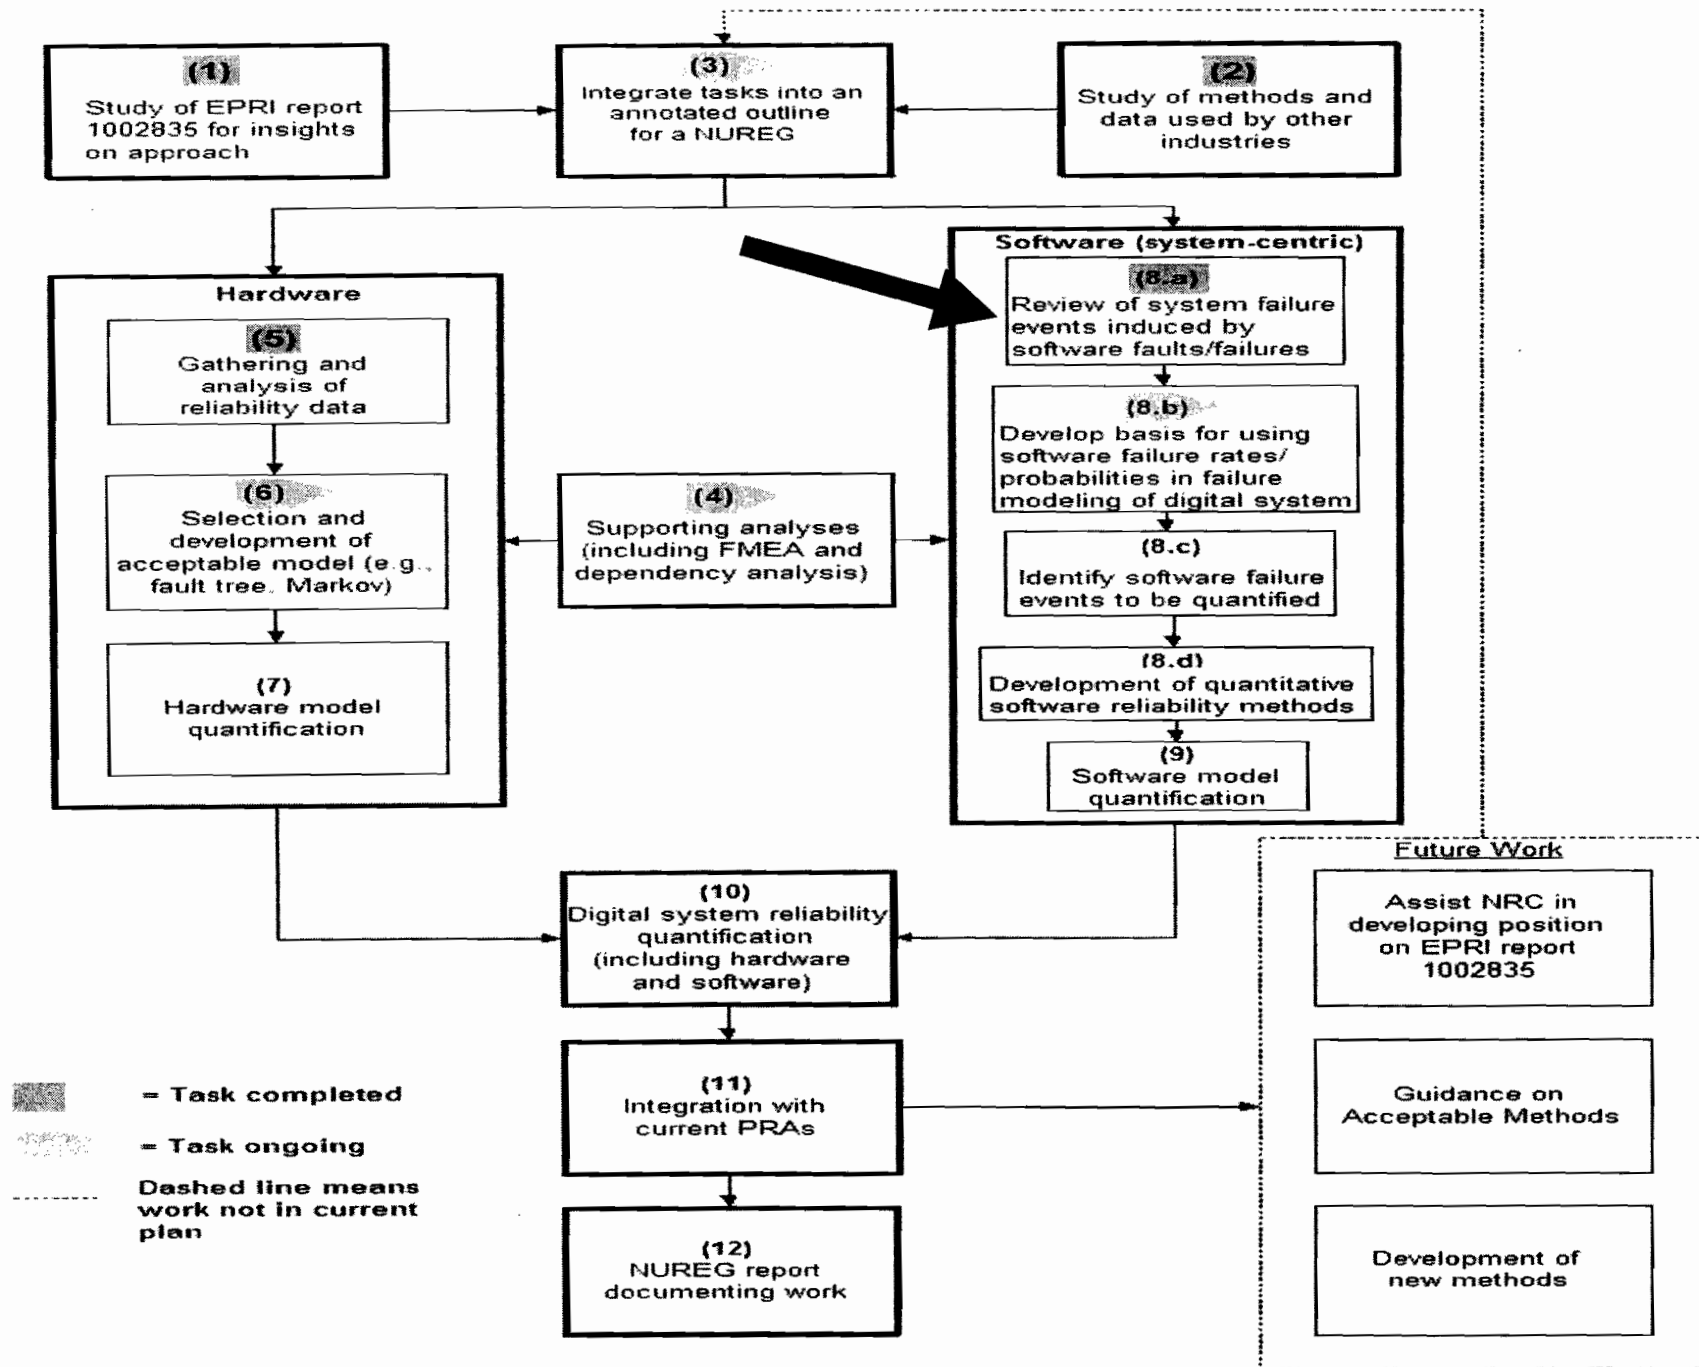 (1)
Study of EPRI report
1002835 for insights
on approach
(3)
Integrate tasks into an
annotated outline
for a NUREG
(2)
Study of methods and
data used by other
industries
Hardware
(5)
Gathering and
analysis of
reliability data
(6)
Selection and
development of
acceptable model (e.g.,
fault tree, Markov)
(7)
Hardware model
quantification
(4)
Supporting analyses
(including FMEA and
dependency analysis)
Software (system-centric)
(8.a)
Review of system failure
events induced by
software faults/failures
(8.b)
Develop basis for using
software failure rates/
probabilities in failure
modeling of digital system
(8.c)
Identify software failure
events to be quantified
(8.d)
Development of quantitative
software reliability methods
(9)
Software model
quantification
(10)
Digital system reliability
quantification
(including hardware
and software)
(11)
Integration with
current PRAs
(12)
NUREG report
documenting work
Future Work
Assist NRC in
developing position
on EPRI report
1002835
Guidance on
Acceptable Methods
Development of
new methods
= Task completed
= Task ongoing
Dashed line means
work not in current
plan